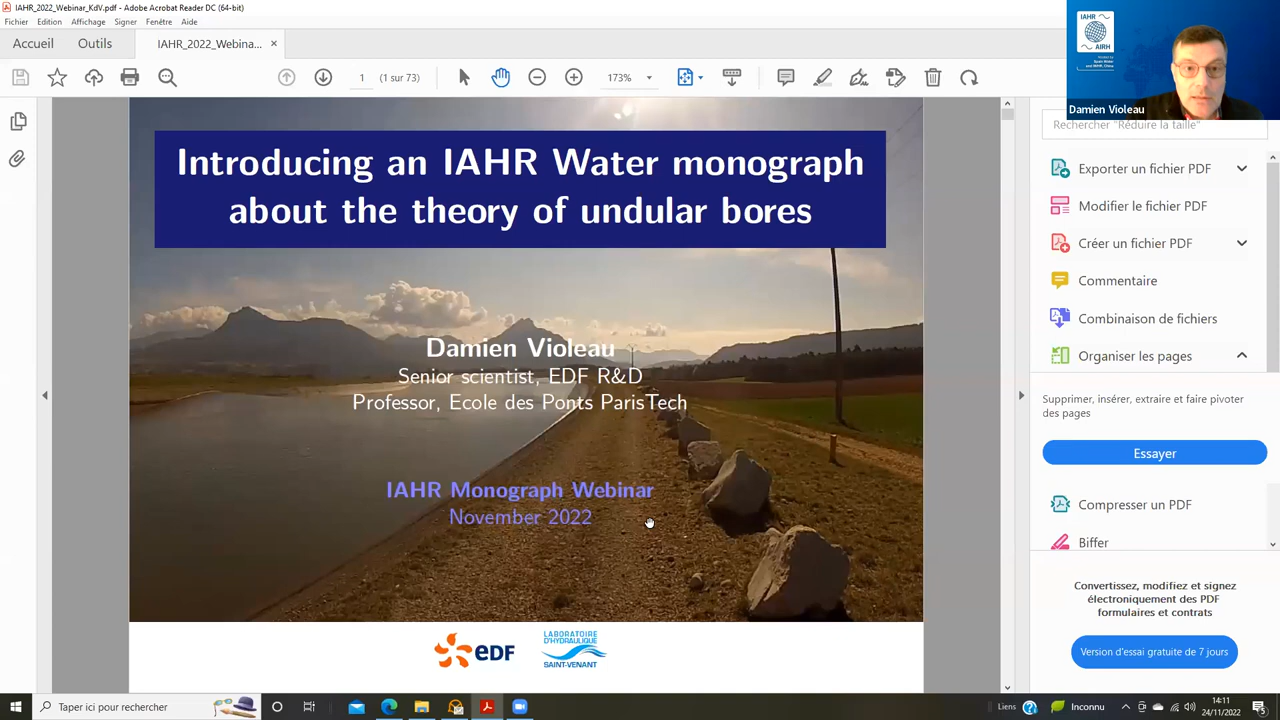 IAHR_2022_Webinar_KdV.pdf - Adobe Acrobat Reader DC (64-bit)
Fichier Edition Affichage Signer Fenêtre Aide
Accueil Outils IAHR_2022_Webina... ×
1 (1 sur 73) 173%
IAHR
AIRH
Damien Violeau
Rechercher "Réduire la taille"
Introducing an IAHR Water monograph
about the theory of undular bores
Damien Violeau
Senior scientist, EDF R&D
Professor, Ecole des Ponts ParisTech
IAHR Monograph Webinar
November 2022
EDF
LABORATOIRE
D'HYDRAULIQUE
SAINT-VENANT
Exporter un fichier PDF
Modifier le fichier PDF
Créer un fichier PDF
Commentaire
Combinaison de fichiers
Organiser les pages
Supprimer, insérer, extraire et faire pivoter
des pages
Essayer
Compresser un PDF
Biffer
Convertissez, modifiez et signez
électroniquement des PDF
formulaires et contrats
Version d'essai gratuite de 7 jours
Taper ici pour rechercher
Liens
Inconnu
14:11
24/11/2022
5